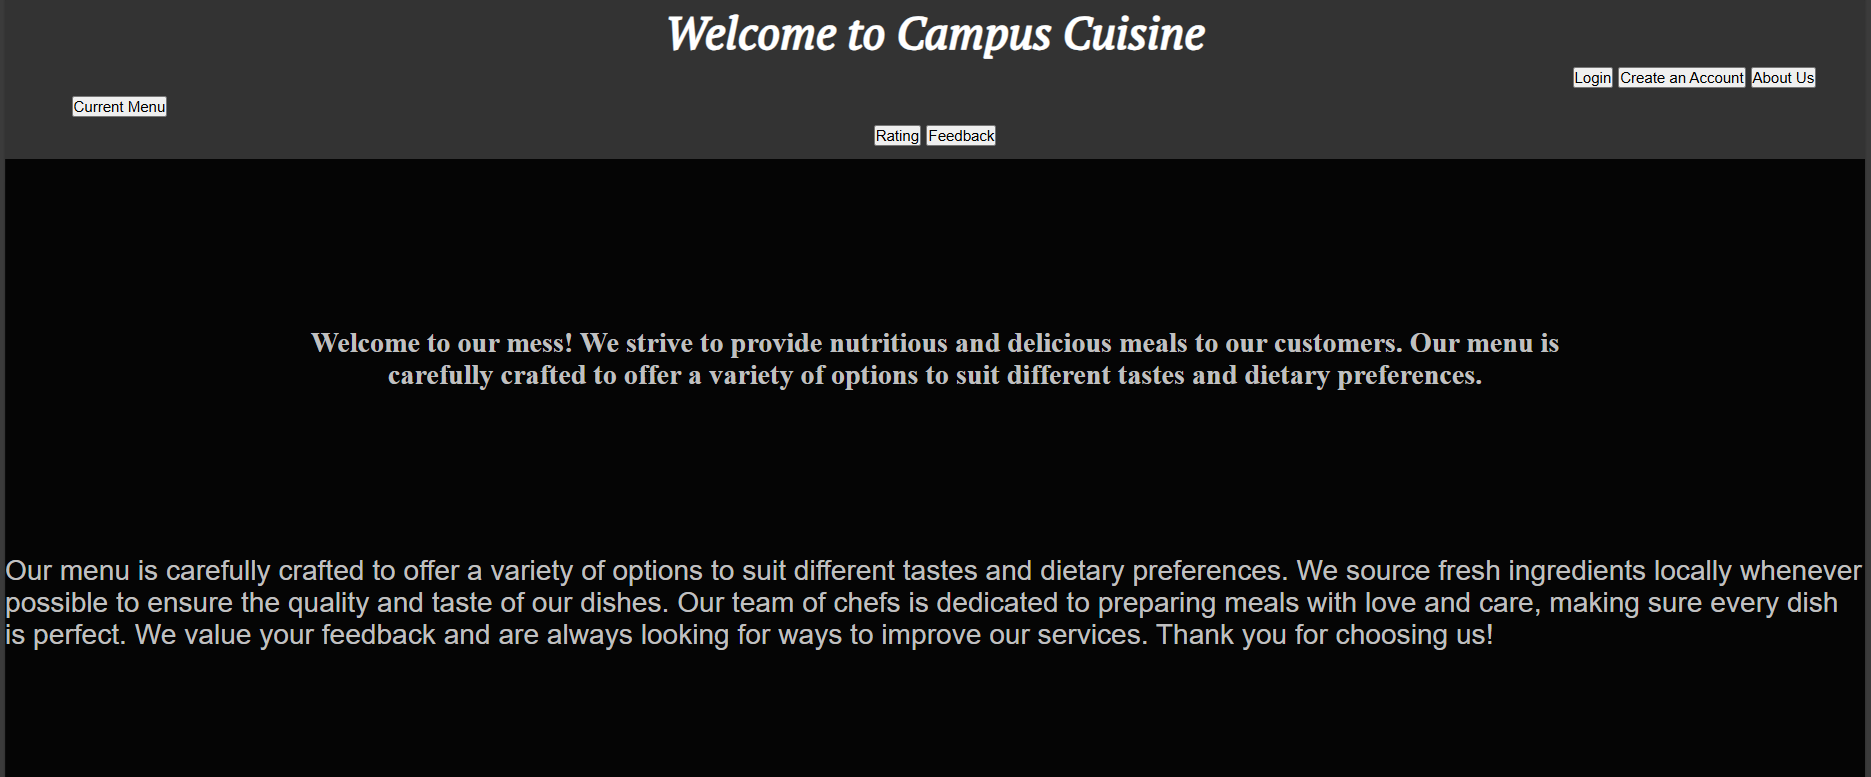 Welcome to Campus Cuisine
Login Create an Account About Us
Current Menu
Rating Feedback
Welcome to our mess! We strive to provide nutritious and delicious meals to our customers. Our menu is
carefully crafted to offer a variety of options to suit different tastes and dietary preferences.
Our menu is carefully crafted to offer a variety of options to suit different tastes and dietary preferences. We source fresh ingredients locally whenever
possible to ensure the quality and taste of our dishes. Our team of chefs is dedicated to preparing meals with love and care, making sure every dish
is perfect. We value your feedback and are always looking for ways to improve our services. Thank you for choosing us!